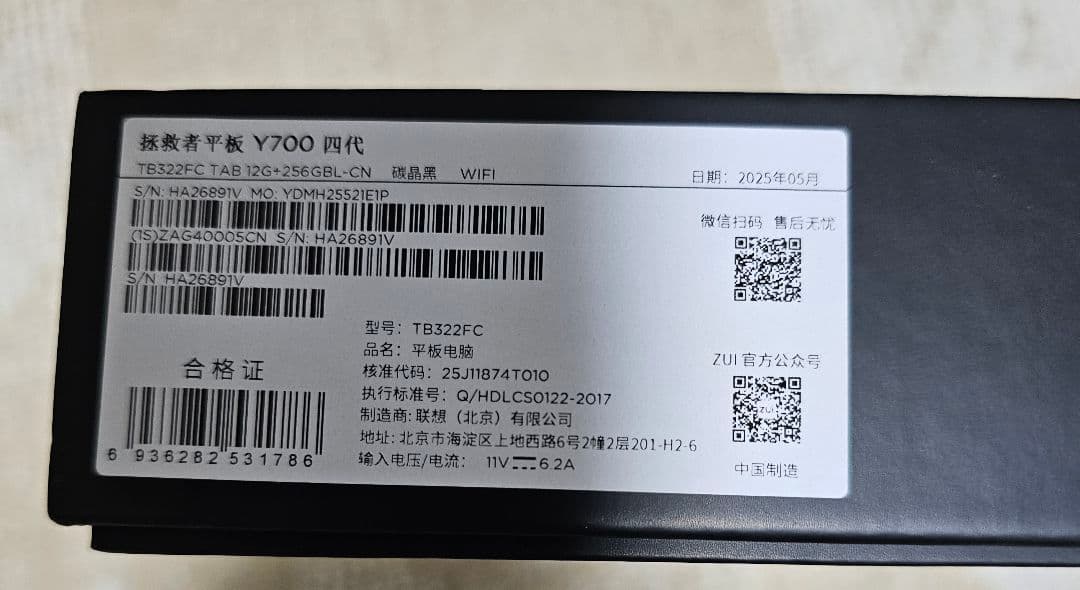 拯救者平板 Y700 四代
TB322FC TAB 12G+256GBL-CN 碳晶黑 WIFI
日期：2025年05月
S/N: HA26891V MO: YDMH25521E1P
(1S)ZAG40005CN S/N: HA26891V
S/N HA26891V
微信扫码 售后无忧
型号：TB322FC
品名：平板电脑
核准代码：25J11874T010
执行标准号：Q/HDLCS0122-2017
制造商：联想（北京）有限公司
地址：北京市海淀区上地西路6号2幢2层201-H2-6
输入电压/电流： 11V⎓6.2A
合格证
6 936282 531786
ZUI 官方公众号
ZUI
中国制造